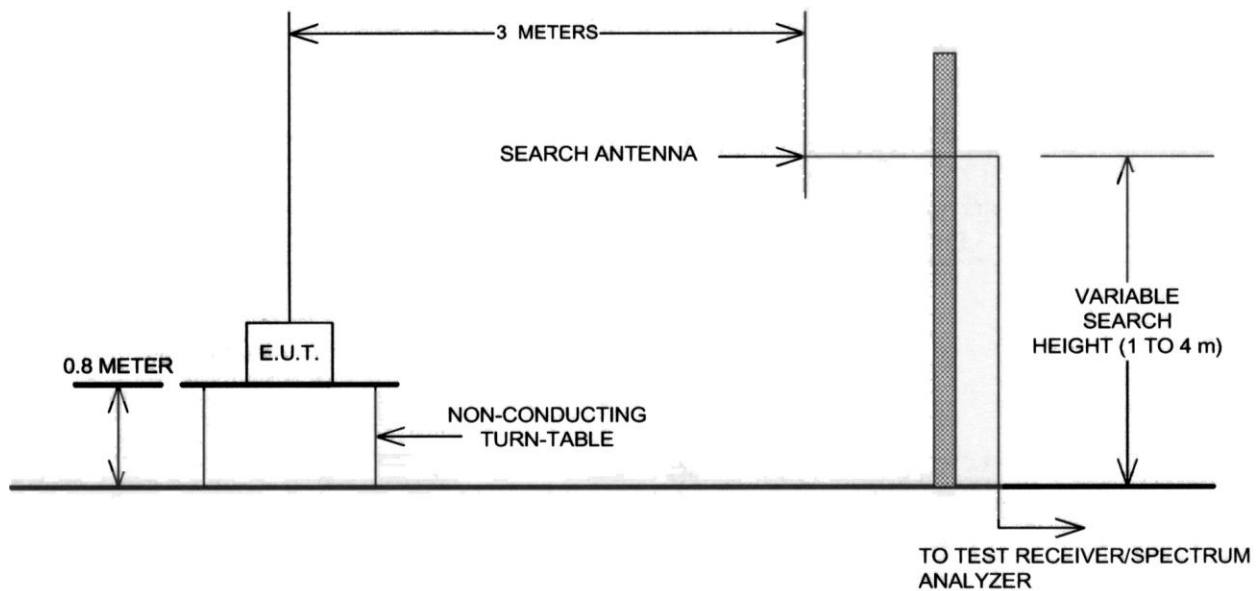 3 METERS
SEARCH ANTENNA
E.U.T.
0.8 METER
NON-CONDUCTING
TURN-TABLE
VARIABLE
SEARCH
HEIGHT (1 TO 4 m)
TO TEST RECEIVER/SPECTRUM
ANALYZER